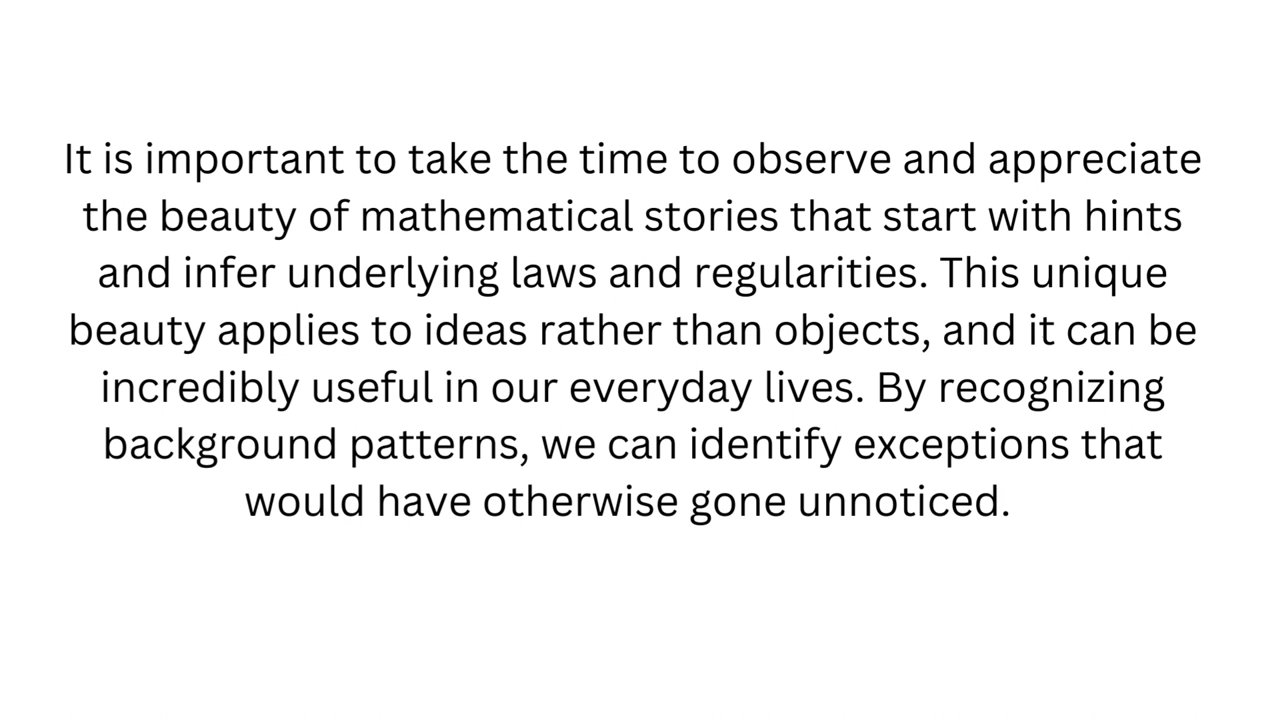 It is important to take the time to observe and appreciate
the beauty of mathematical stories that start with hints
and infer underlying laws and regularities. This unique
beauty applies to ideas rather than objects, and it can be
incredibly useful in our everyday lives. By recognizing
background patterns, we can identify exceptions that
would have otherwise gone unnoticed.